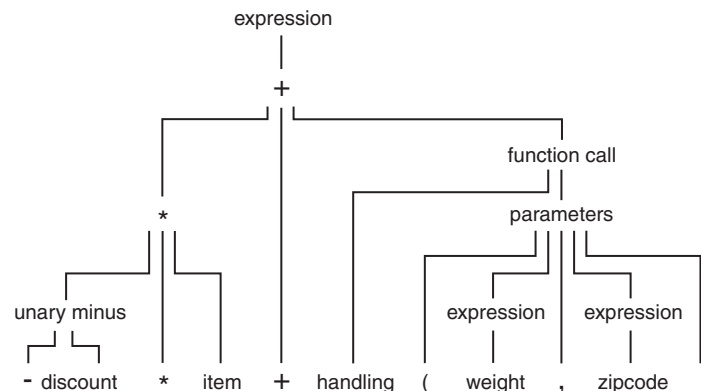 expression
+
function call
*
parameters
unary minus
expression expression
- discount * item + handling ( weight , zipcode